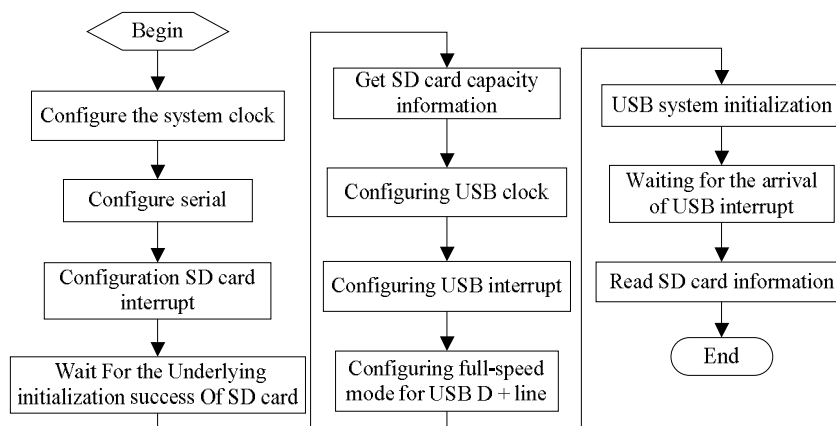 Begin
Configure the system clock
Configure serial
Configuration SD card
interrupt
Wait For the Underlying
initialization success Of SD card
Get SD card capacity
information
Configuring USB clock
Configuring USB interrupt
Configuring full-speed
mode for USB D + line
USB system initialization
Waiting for the arrival
of USB interrupt
Read SD card information
End